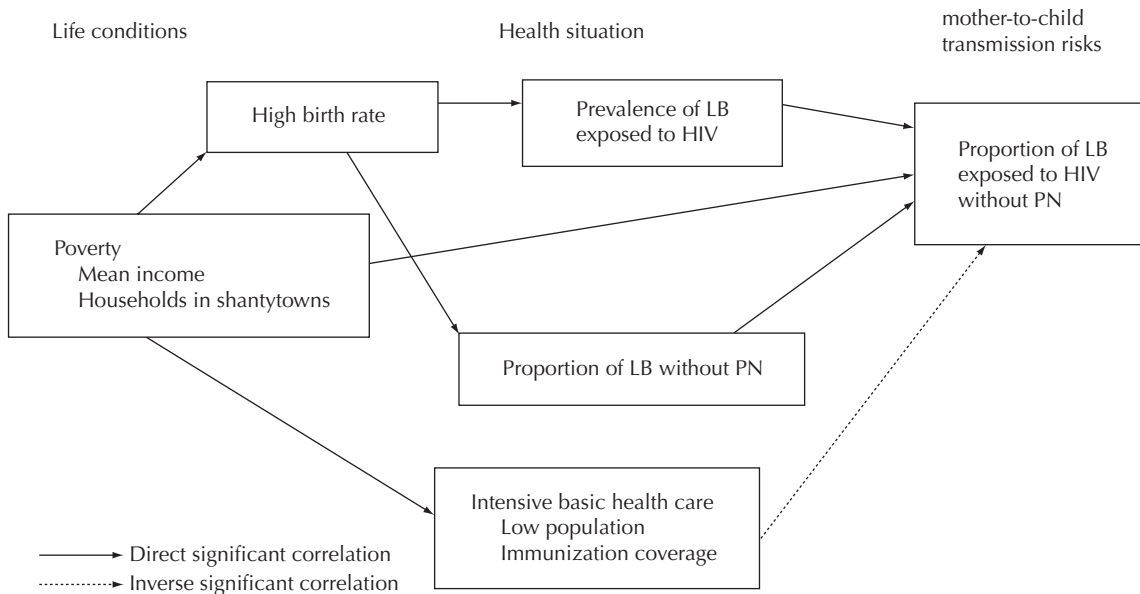 Life conditions
Health situation
mother-to-child
transmission risks
High birth rate
Prevalence of LB
exposed to HIV
Proportion of LB
exposed to HIV
without PN
Poverty
Mean income
Households in shantytowns
Proportion of LB without PN
Intensive basic health care
Low population
Immunization coverage
Direct significant correlation
Inverse significant correlation